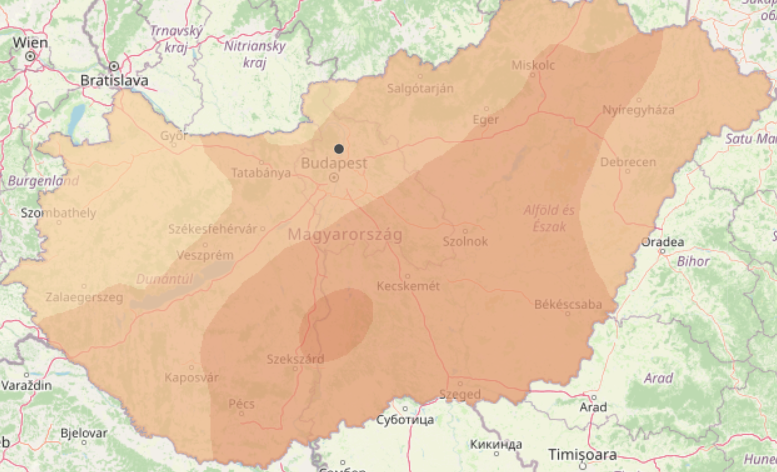 Wien
Trnavský
kraj
Nitriansky
kraj
Bratislava
Salgótarján
Miskolc
Nyíregyháza
Eger
Győr
Budapest
Tatabánya
Debrecen
Satu Ma
Burgenland
Szombathely
Székesfehérvár
Magyarország
Alföld és
Észak
Szolnok
Oradea
Veszprém
Bihor
Dunántúl
Zalaegerszeg
Kecskemét
Békéscsaba
Szekszárd
Kaposvár
Varaždin
Arad
Pécs
Szeged
Arad
Суботица
Bjelovar
Кикинда
Timișoara
Hune